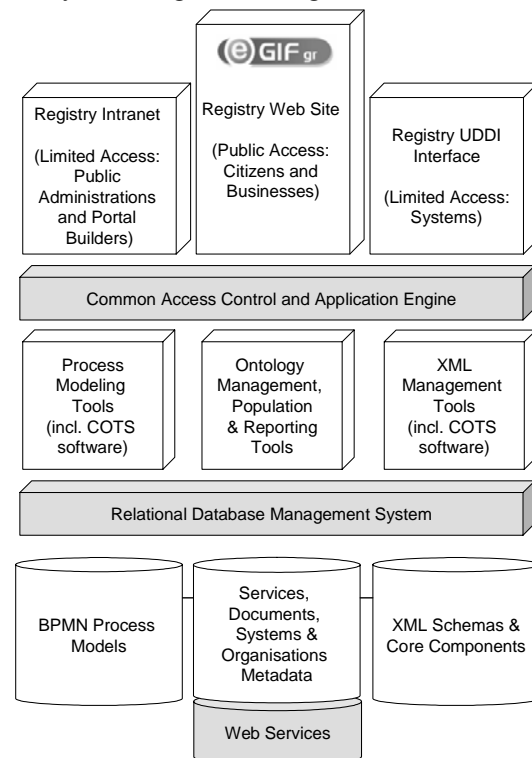 (e) GIF gr
Registry Intranet
(Limited Access:
Public
Administrations
and Portal
Builders)
Registry Web Site
(Public Access:
Citizens and
Businesses)
Registry UDDI
Interface
(Limited Access:
Systems)
Common Access Control and Application Engine
Process
Modeling
Tools
(incl. COTS
software)
Ontology
Management,
Population
& Reporting
Tools
XML
Management
Tools
(incl. COTS
software)
Relational Database Management System
BPMN Process
Models
Services,
Documents,
Systems &
Organisations
Metadata
XML Schemas &
Core Components
Web Services